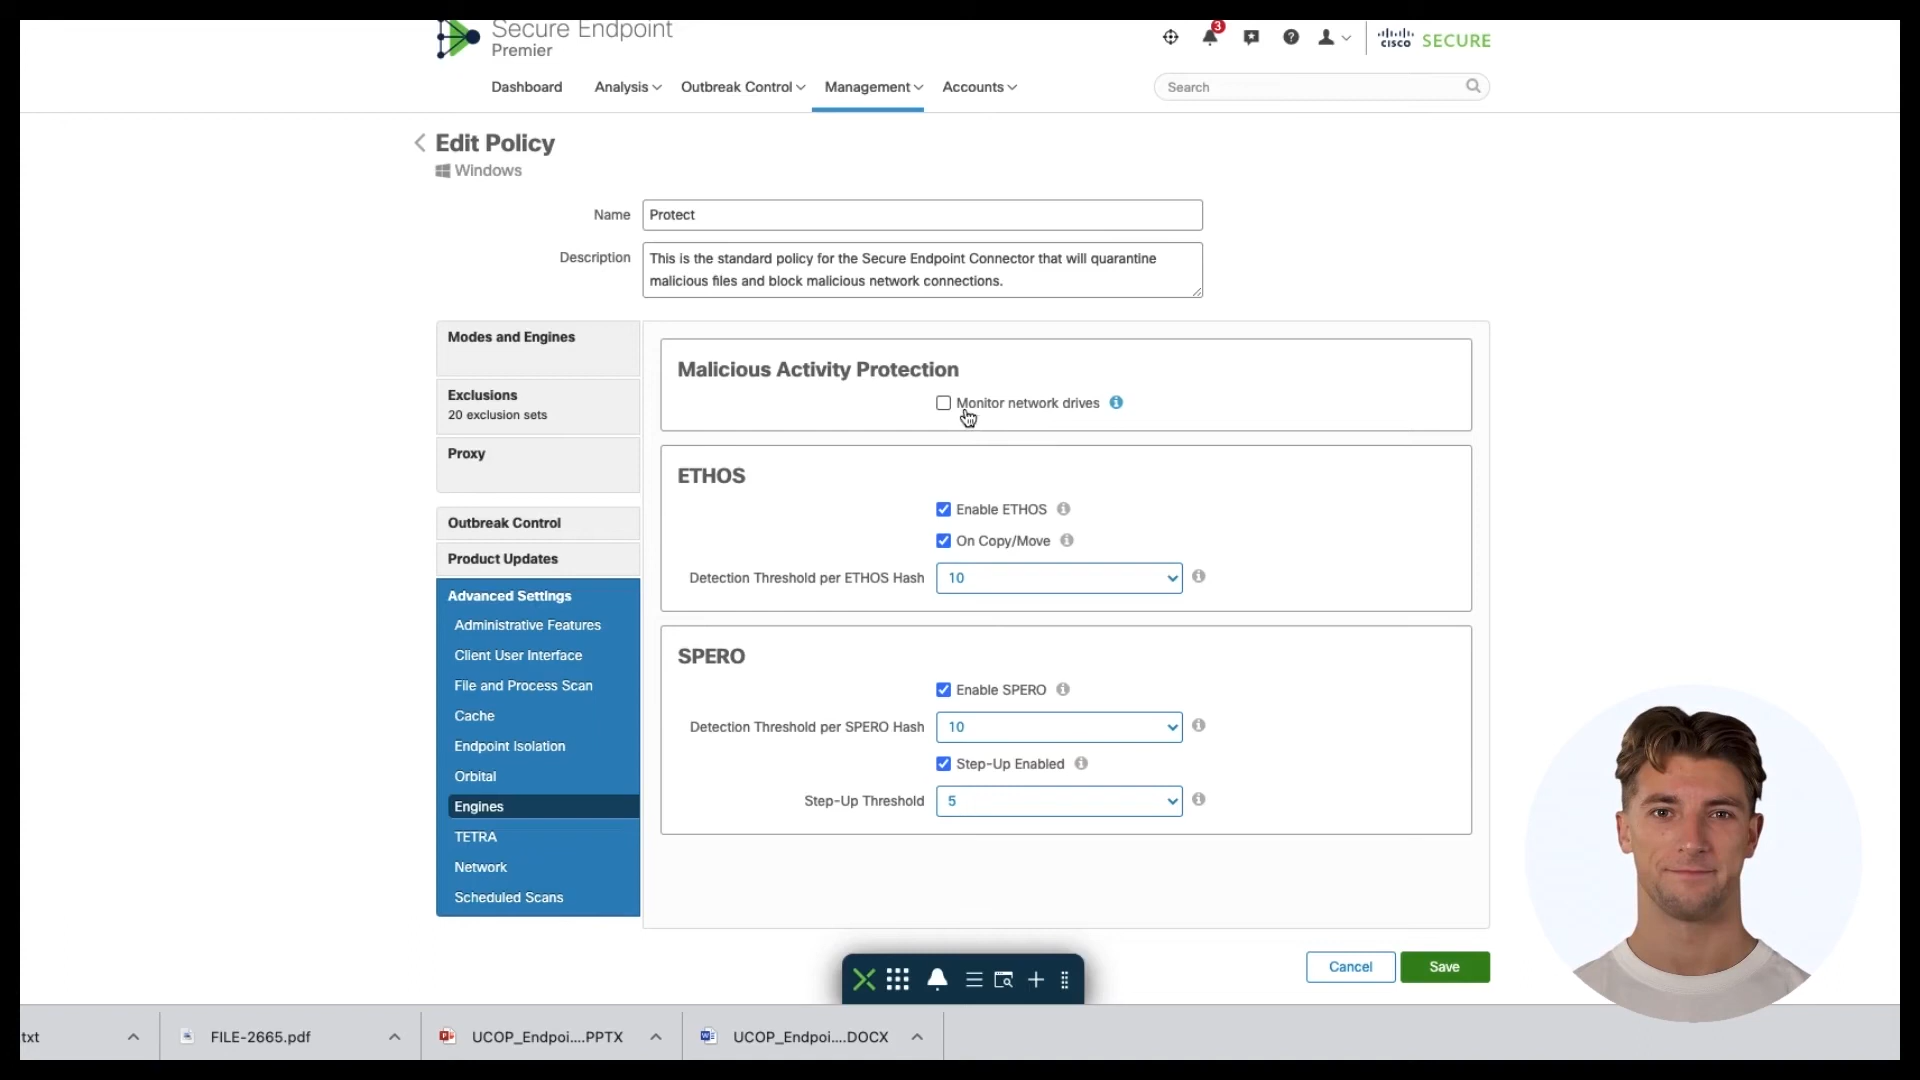 Secure Endpoint
Premier
3
CISCO SECURE
Dashboard Analysis Outbreak Control Management Accounts Search
Edit Policy
Windows
Name Protect
Description This is the standard policy for the Secure Endpoint Connector that will quarantine
malicious files and block malicious network connections.
Modes and Engines
Exclusions
20 exclusion sets
Proxy
Outbreak Control
Product Updates
Advanced Settings
Administrative Features
Client User Interface
File and Process Scan
Cache
Endpoint Isolation
Orbital
Engines
TETRA
Network
Scheduled Scans
Malicious Activity Protection
Monitor network drives
ETHOS
Enable ETHOS
On Copy/Move
Detection Threshold per ETHOS Hash 10
SPERO
Enable SPERO
Detection Threshold per SPERO Hash 10
Step-Up Enabled
Step-Up Threshold 5
Cancel Save
txt FILE-2665.pdf UCOP_Endpoi....PPTX UCOP_Endpoi....DOCX